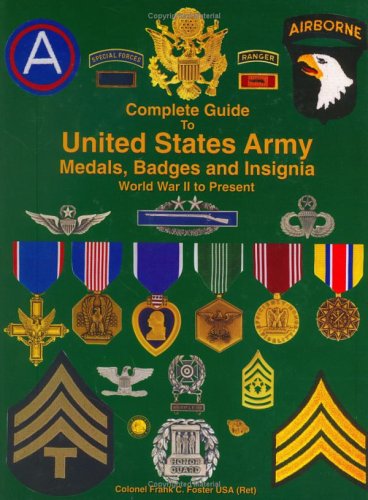 A
SPECIAL FORCES
RANGER
AIRBORNE
Complete Guide
To
United States Army
Medals, Badges and Insignia
World War II to Present
T
HONOR
GUARD
Colonel Frank C. Foster USA (Ret)